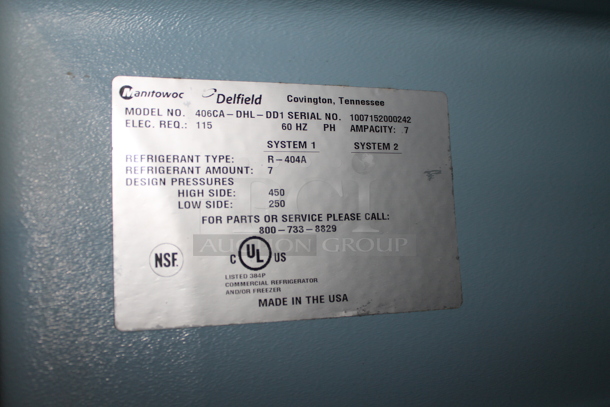 Manitowoc Delfield Covington, Tennessee
MODEL NO. 406CA-DHL-DD1 SERIAL NO. 1007152000242
ELEC. REQ.: 115 60 HZ PH AMPACITY: 7
SYSTEM 1 SYSTEM 2
REFRIGERANT TYPE: R-404A
REFRIGERANT AMOUNT: 7
DESIGN PRESSURES
HIGH SIDE: 450
LOW SIDE: 250
FOR PARTS OR SERVICE PLEASE CALL:
800-733-8829
PCI
AUCTION GROUP
NSF
C UL US
LISTED 384P
COMMERCIAL REFRIGERATOR
AND/OR FREEZER
MADE IN THE USA